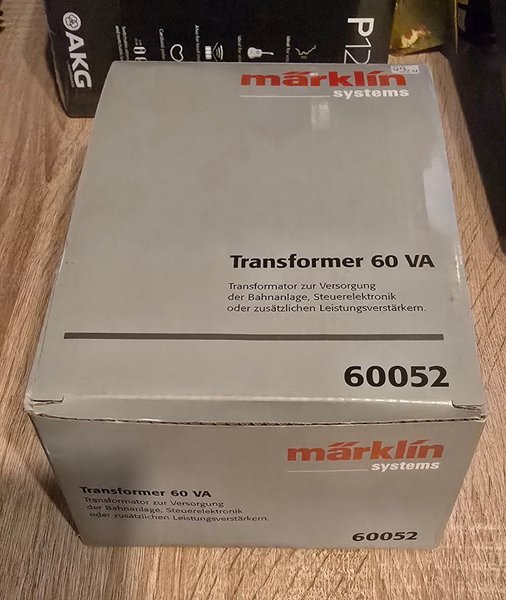 AKG
P12
märklin
systems
Transformer 60 VA
Transformator zur Versorgung
der Bahnanlage, Steuerelektronik
oder zusätzlichen Leistungsverstärkern.
60052
märklin
systems
Transformer 60 VA
Transformator zur Versorgung
der Bahnanlage, Steuerelektronik
oder zusätzlichen Leistungsverstärkern.
60052